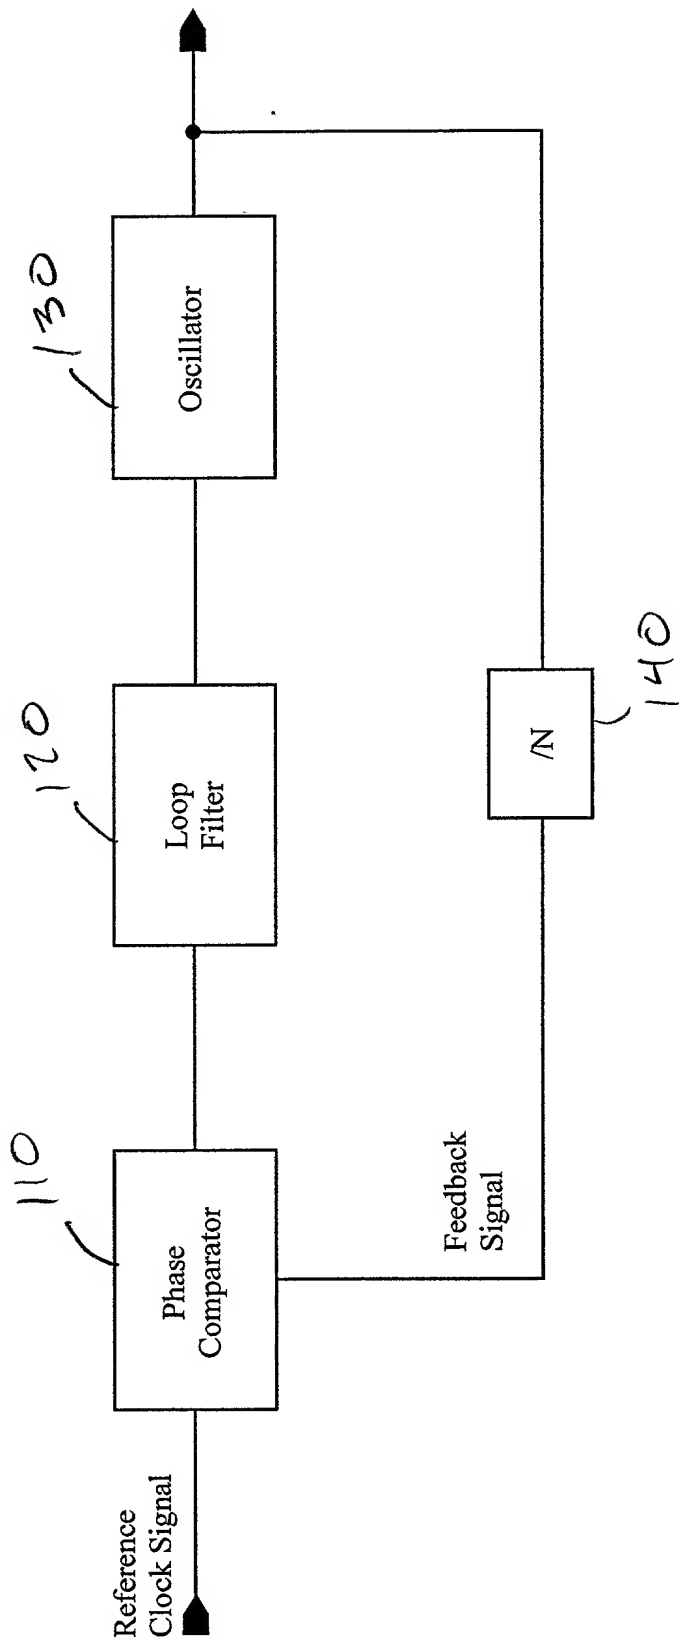 110
120
130
Reference
Clock Signal
Phase
Comparator
Loop
Filter
Oscillator
Feedback
Signal
/N
140